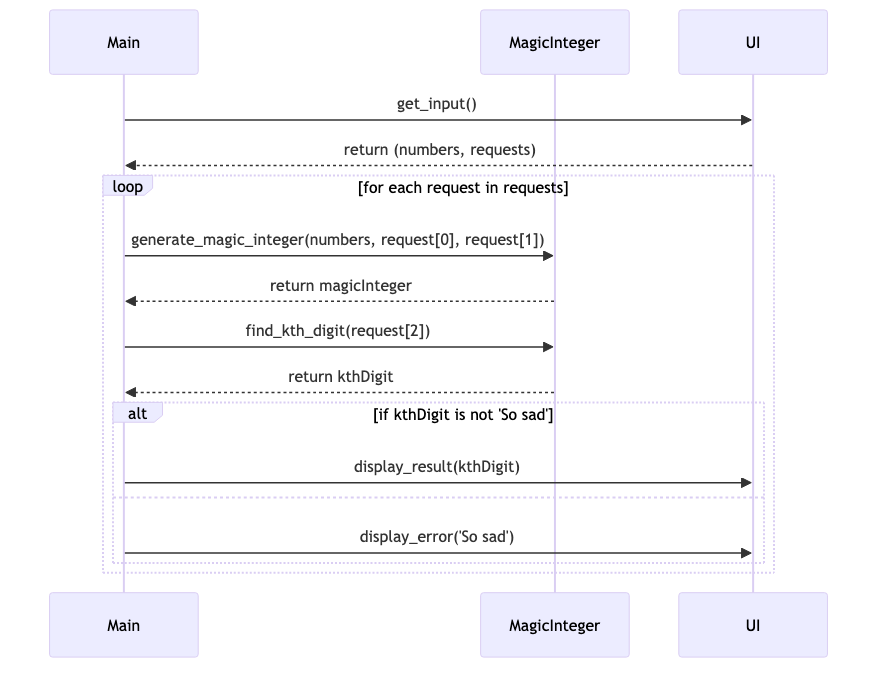 Main
MagicInteger
UI
get_input()
return (numbers, requests)
loop
[for each request in requests]
generate_magic_integer(numbers, request[0], request[1])
return magicInteger
find_kth_digit(request[2])
return kthDigit
alt
[if kthDigit is not 'So sad']
display_result(kthDigit)
display_error('So sad')
Main
MagicInteger
UI